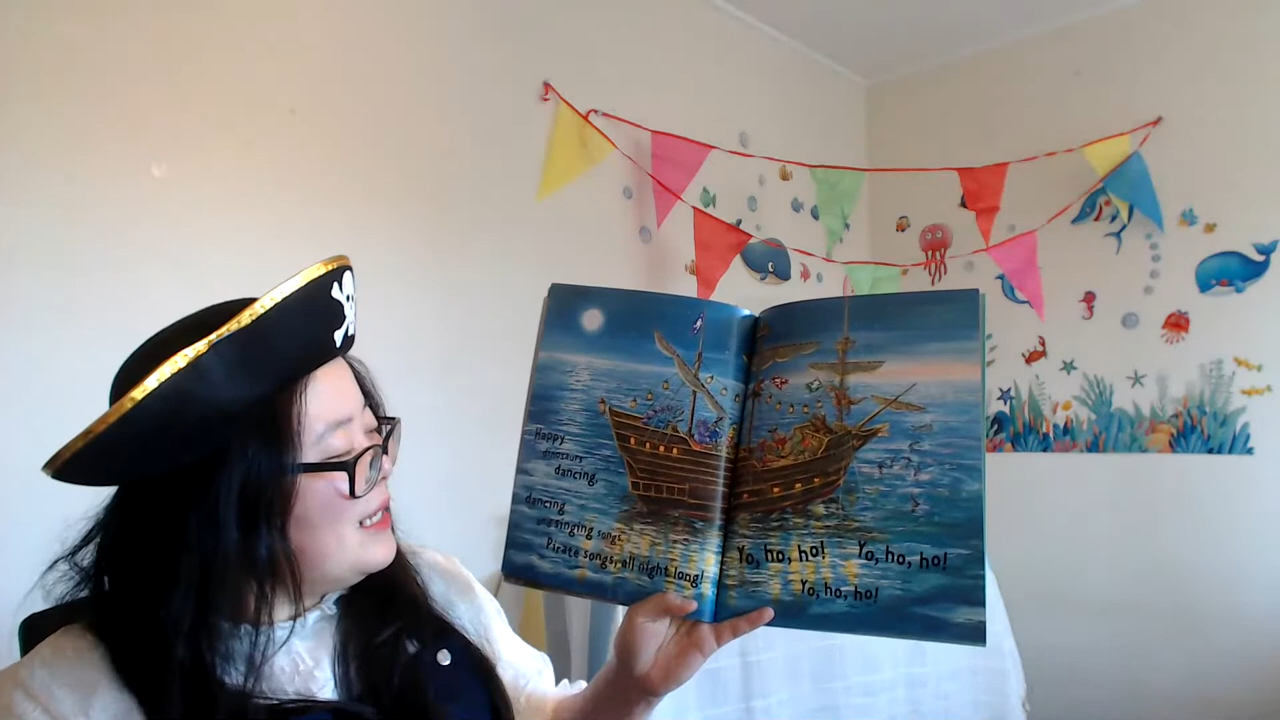 Happy
dinosaurs
dancing,
dancing
and singing songs.
Pirate songs, all night long!
Yo, ho, ho! Yo, ho, ho!
Yo, ho, ho!